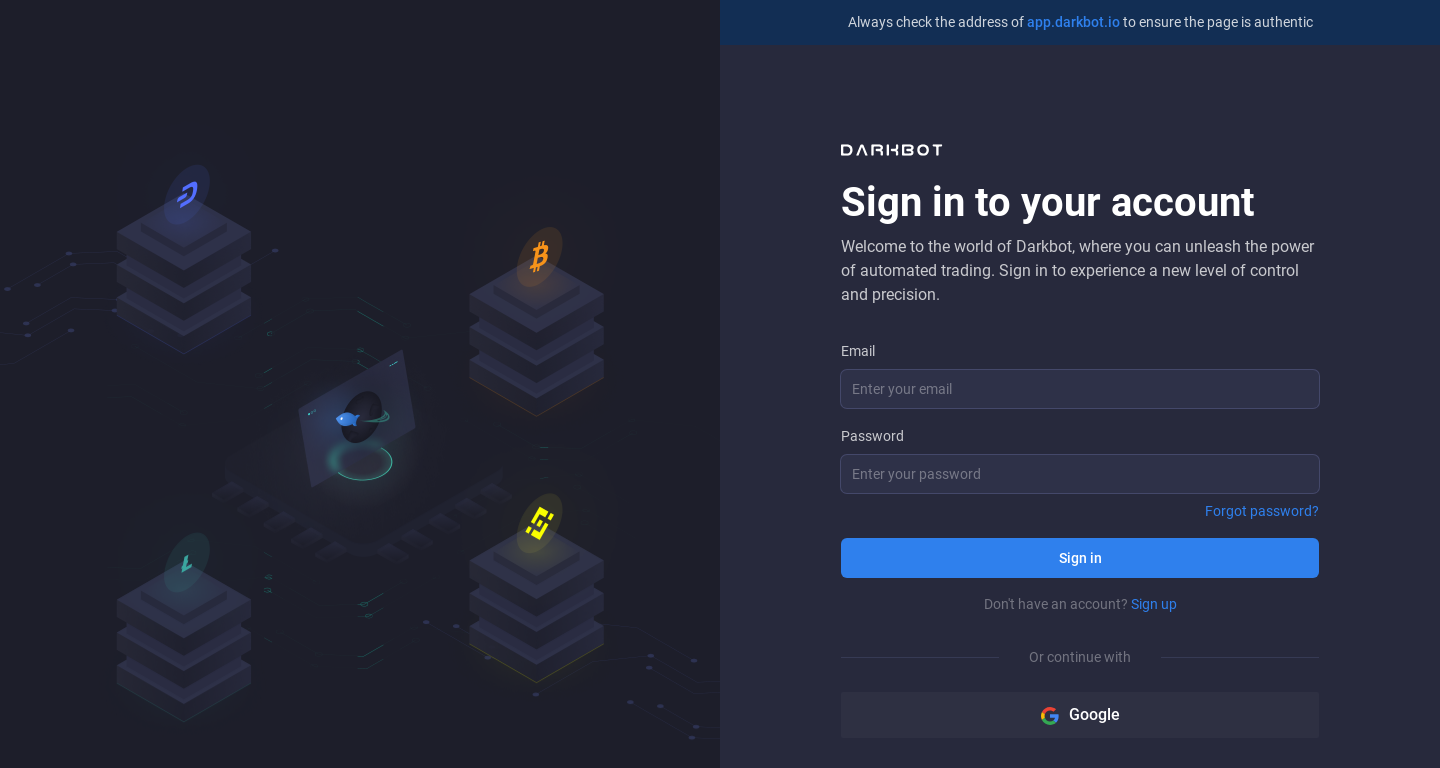 Always check the address of app.darkbot.io to ensure the page is authentic
DARKBOT
Sign in to your account
Welcome to the world of Darkbot, where you can unleash the power
of automated trading. Sign in to experience a new level of control
and precision.
Email
Enter your email
Password
Enter your password
Forgot password?
Sign in
Don't have an account? Sign up
Or continue with
Google